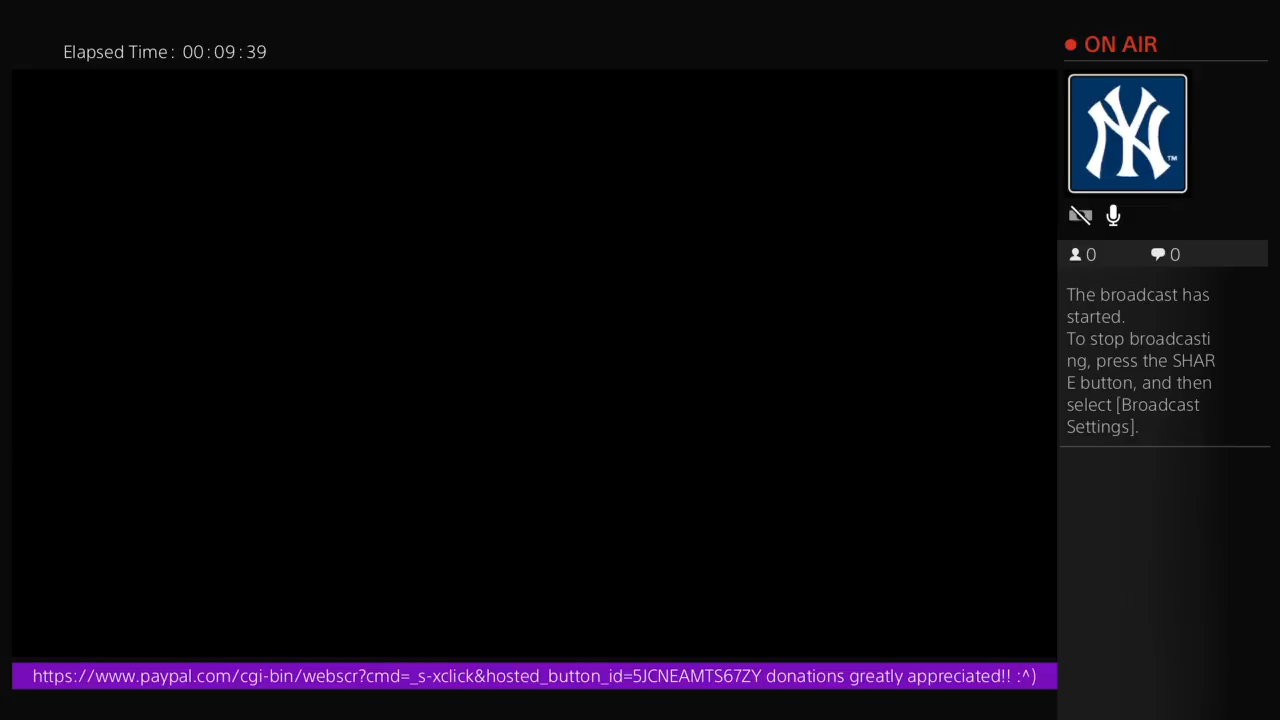 Elapsed Time: 00:09:39
ON AIR
NY
TM
0 0
The broadcast has
started.
To stop broadcasti
ng, press the SHAR
E button, and then
select [Broadcast
Settings].
https://www.paypal.com/cgi-bin/webscr?cmd=_s-xclick&hosted_button_id=5JCNEAMTS67ZY donations greatly appreciated!! :^)